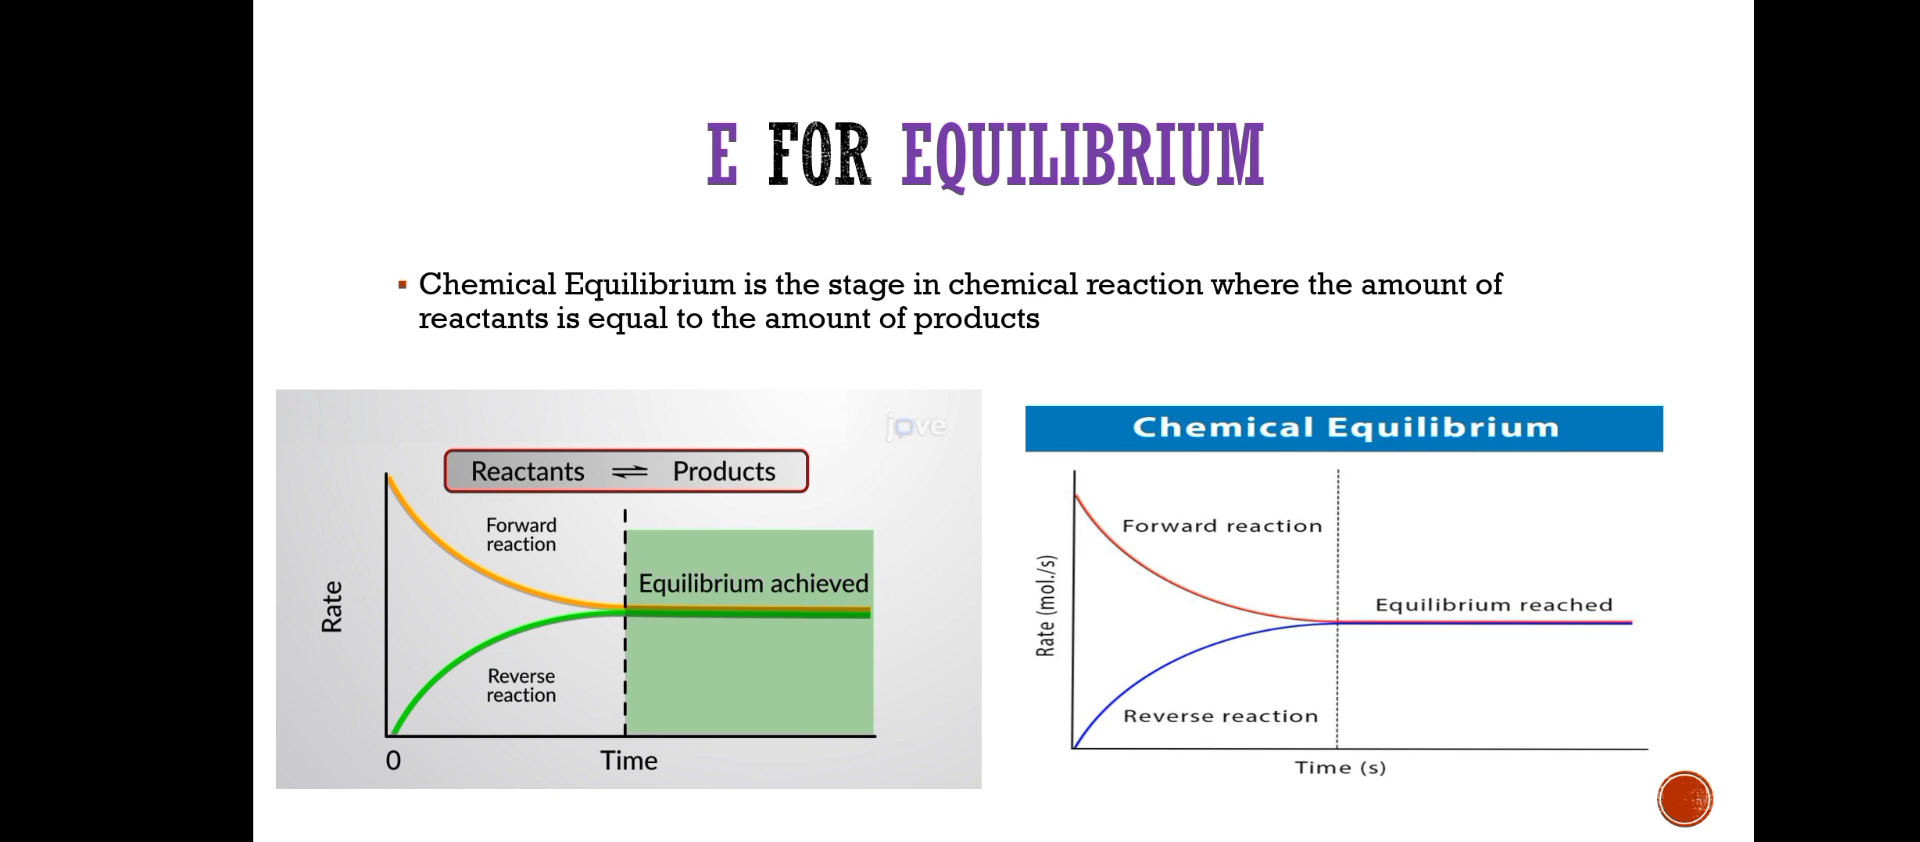 E FOR EQUILIBRIUM
▪ Chemical Equilibrium is the stage in chemical reaction where the amount of
reactants is equal to the amount of products
jove
Reactants ⇌ Products
Forward
reaction
Equilibrium achieved
Rate
Reverse
reaction
0
Time
Chemical Equilibrium
Forward reaction
Equilibrium reached
Rate (mol./s)
Reverse reaction
Time (s)